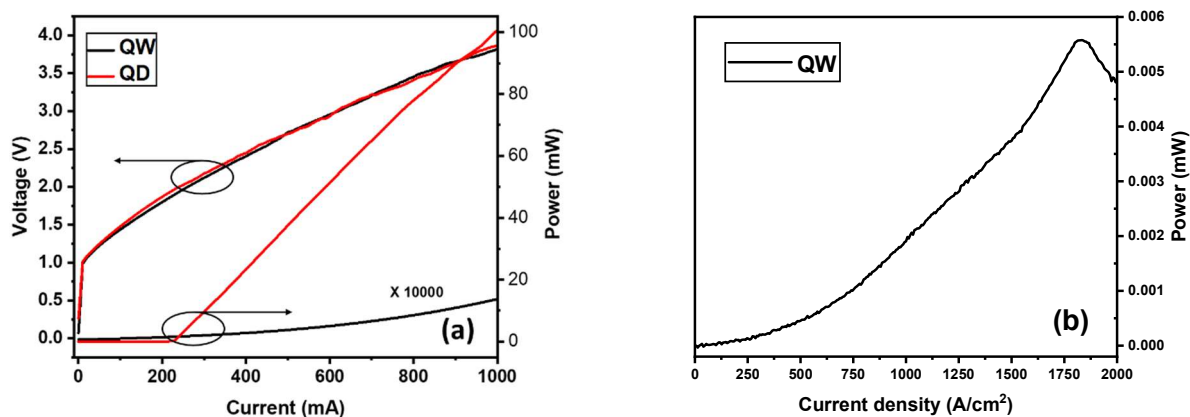 4.0
3.5
3.0
2.5
2.0
1.5
1.0
0.5
0.0
Voltage (V)
QW
QD
X 10000
(a)
100
80
60
40
20
0
Power (mW)
0 200 400 600 800 1000
Current (mA)
QW
(b)
0.006
0.005
0.004
0.003
0.002
0.001
0.000
Power (mW)
0 250 500 750 1000 1250 1500 1750 2000
Current density (A/cm²)